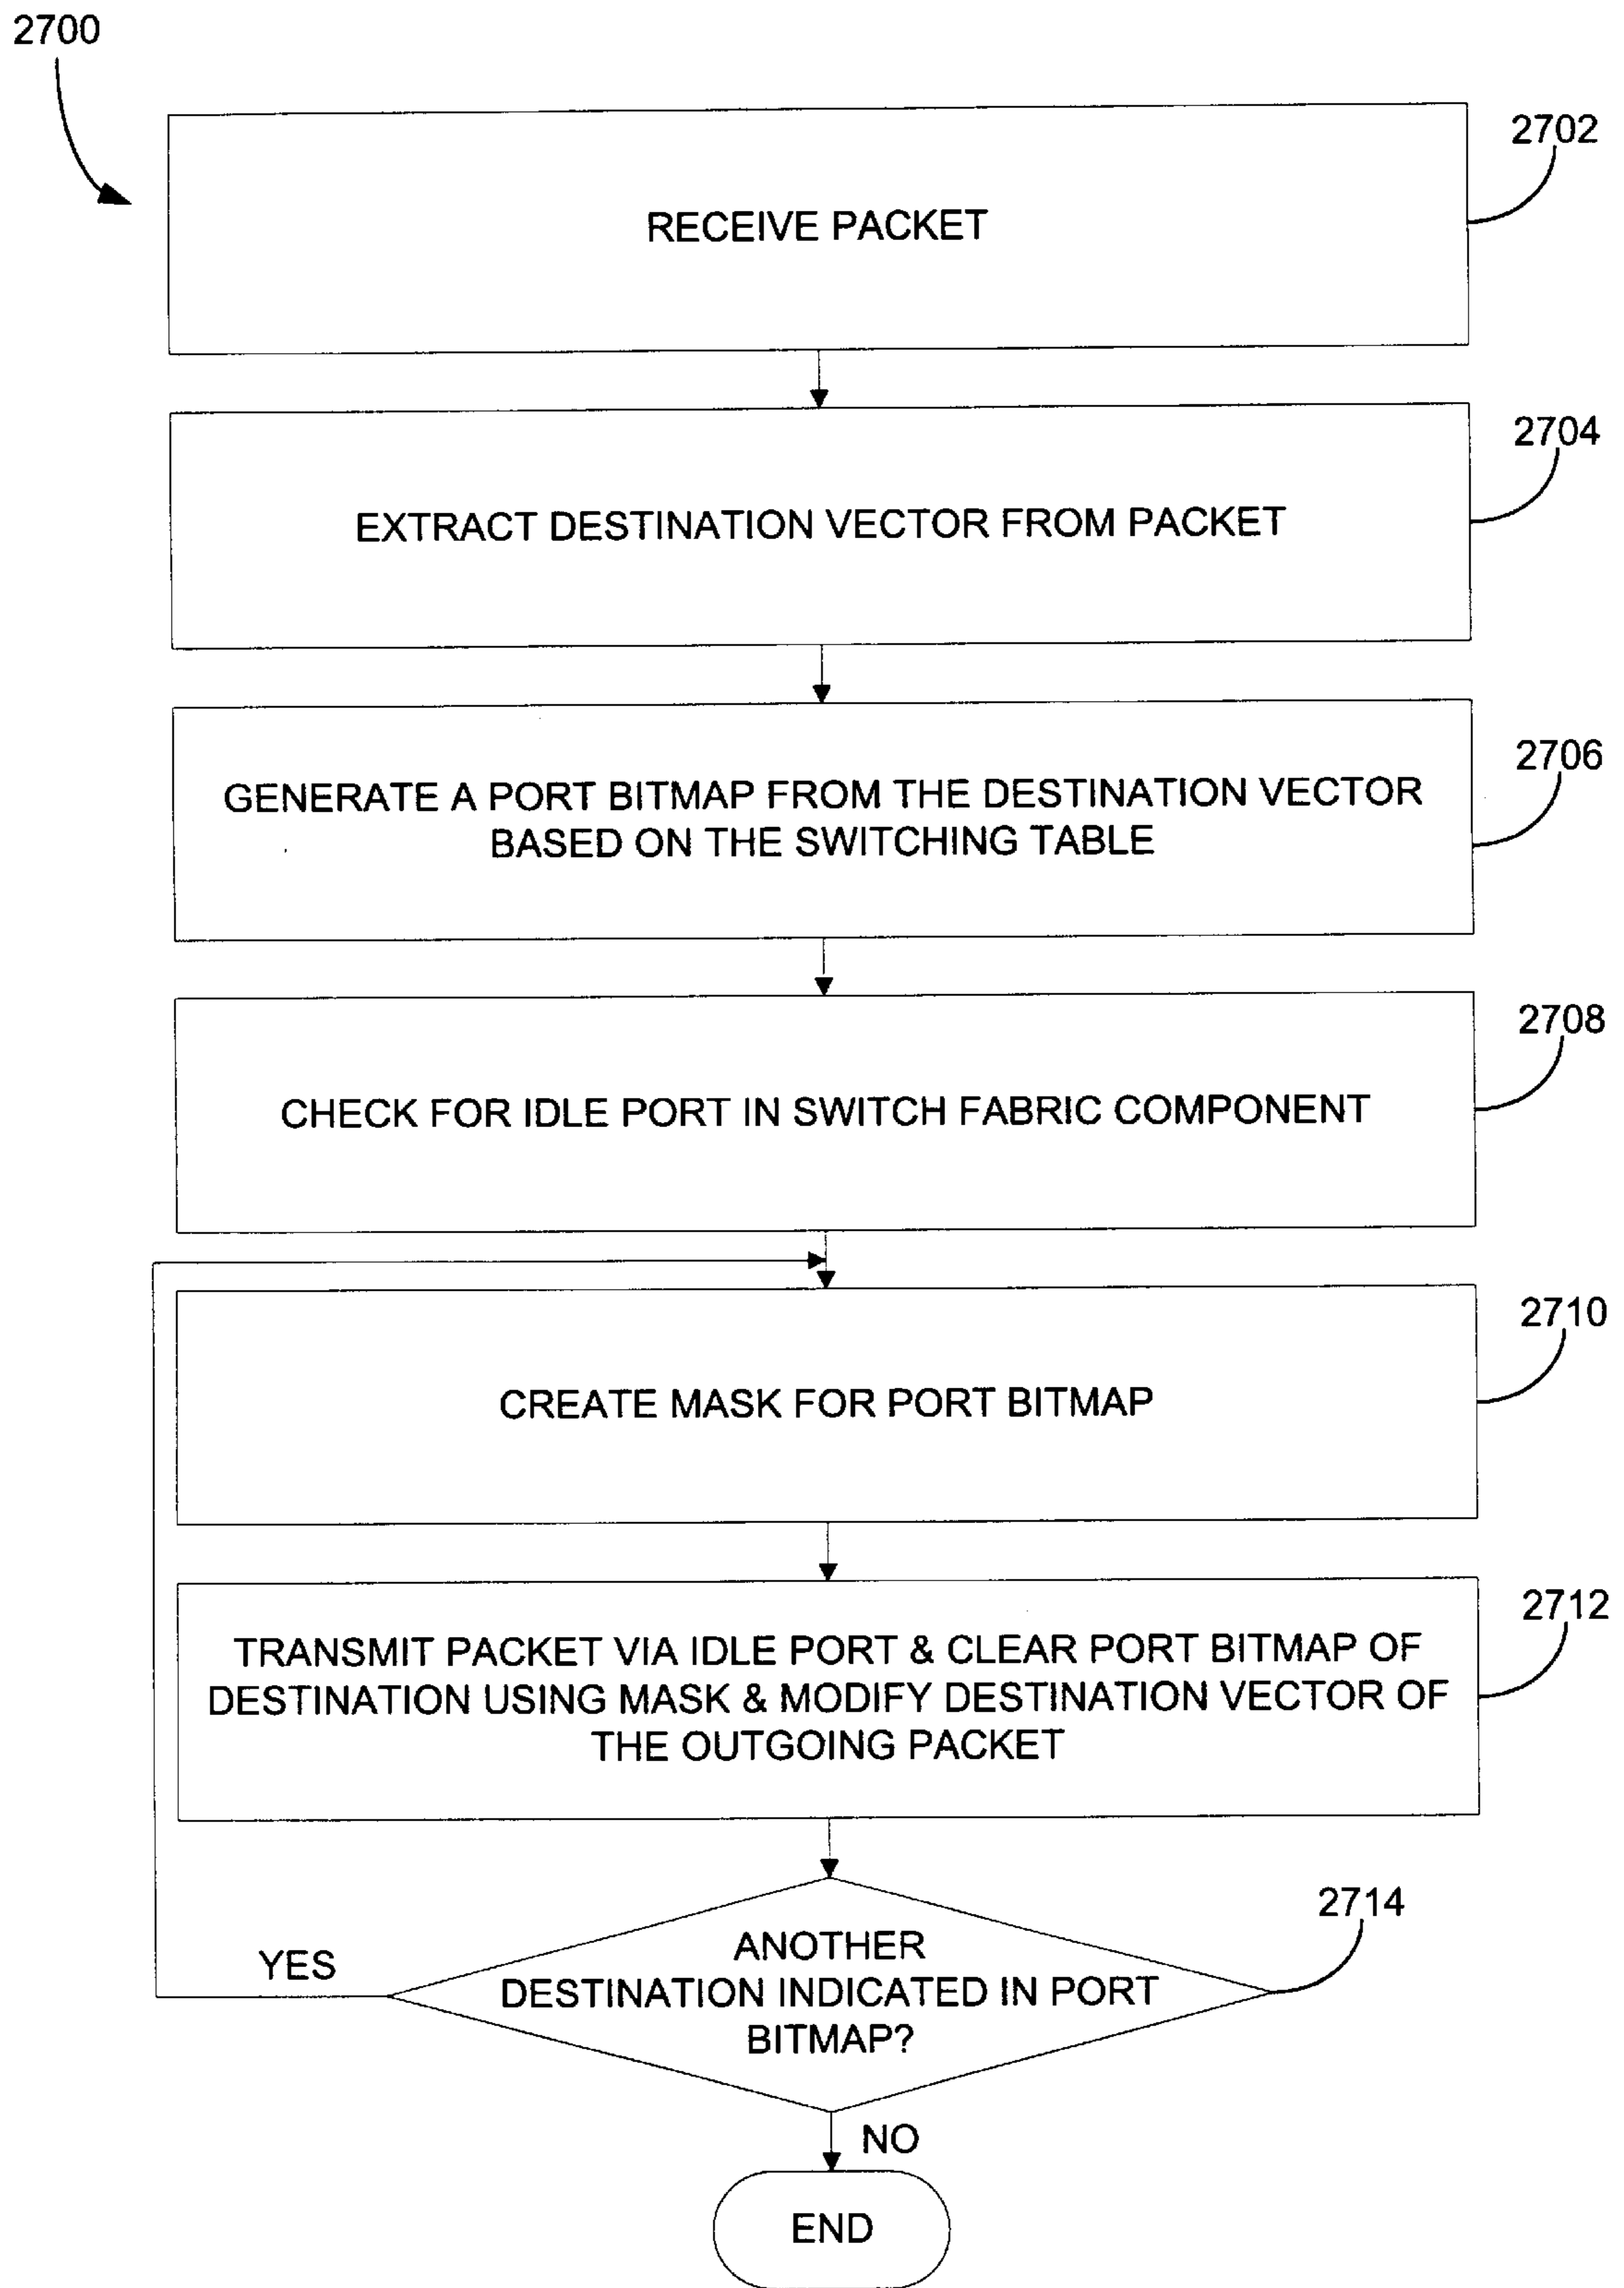 2700
2702
RECEIVE PACKET
2704
EXTRACT DESTINATION VECTOR FROM PACKET
2706
GENERATE A PORT BITMAP FROM THE DESTINATION VECTOR
BASED ON THE SWITCHING TABLE
2708
CHECK FOR IDLE PORT IN SWITCH FABRIC COMPONENT
2710
CREATE MASK FOR PORT BITMAP
2712
TRANSMIT PACKET VIA IDLE PORT & CLEAR PORT BITMAP OF
DESTINATION USING MASK & MODIFY DESTINATION VECTOR OF
THE OUTGOING PACKET
2714
ANOTHER
YES
DESTINATION INDICATED IN PORT
BITMAP?
NO
END